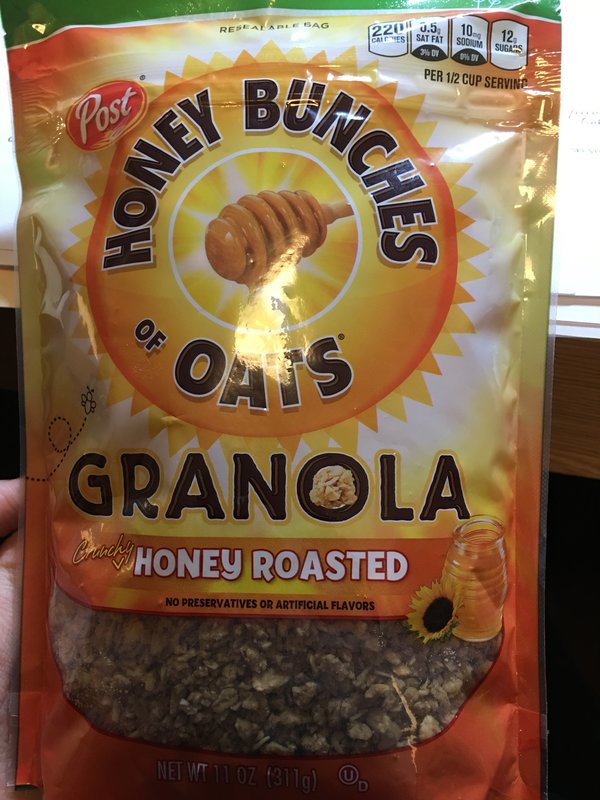 RESEALABLE BAG
220 CALORIES
0.5g SAT FAT 3% DV
10mg SODIUM 0% DV
12g SUGARS
PER 1/2 CUP SERVING
Post®
HONEY BUNCHES
OF
OATS®
GRANOLA
Crunchy
HONEY ROASTED
NO PRESERVATIVES OR ARTIFICIAL FLAVORS
NET WT 11 OZ (311g) U D